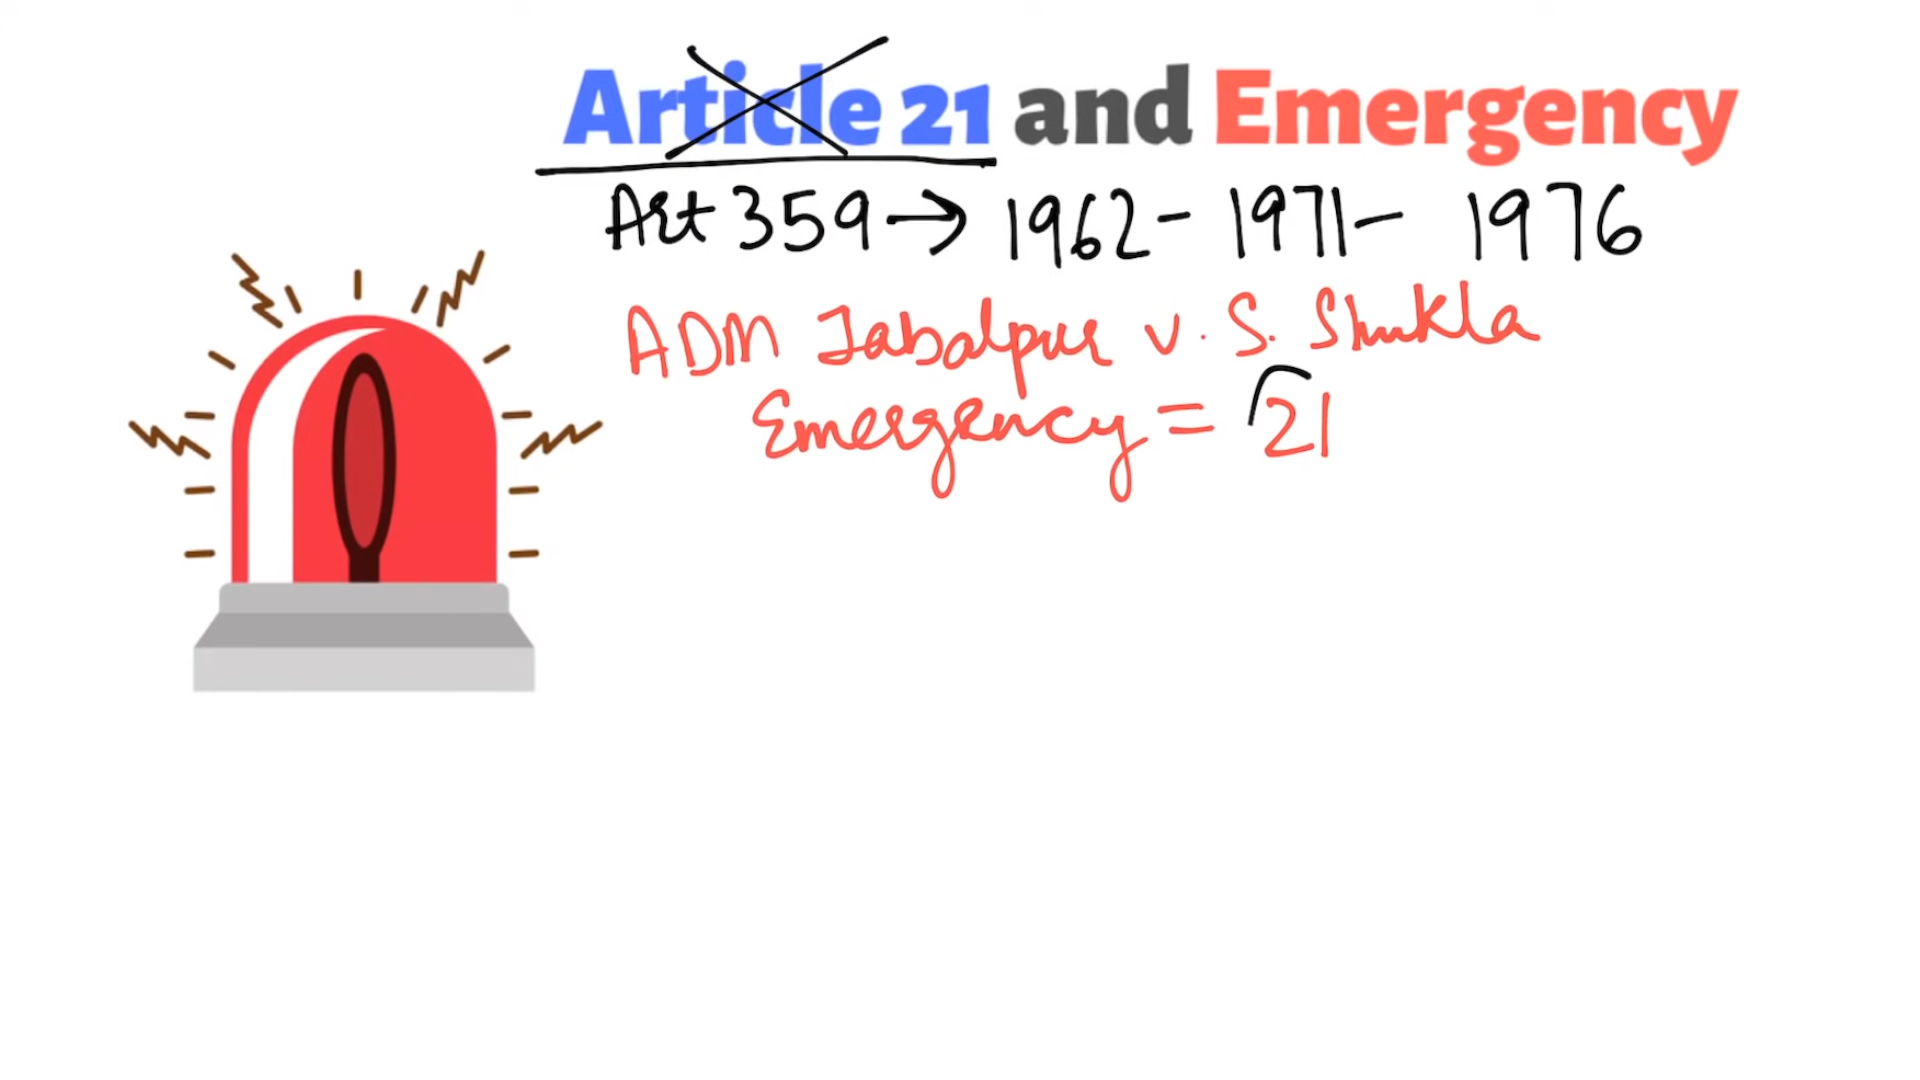 Article 21 and Emergency
Art 359 → 1962 - 1971 - 1976
ADM Jabalpur v. S. Shukla
Emergency = 21